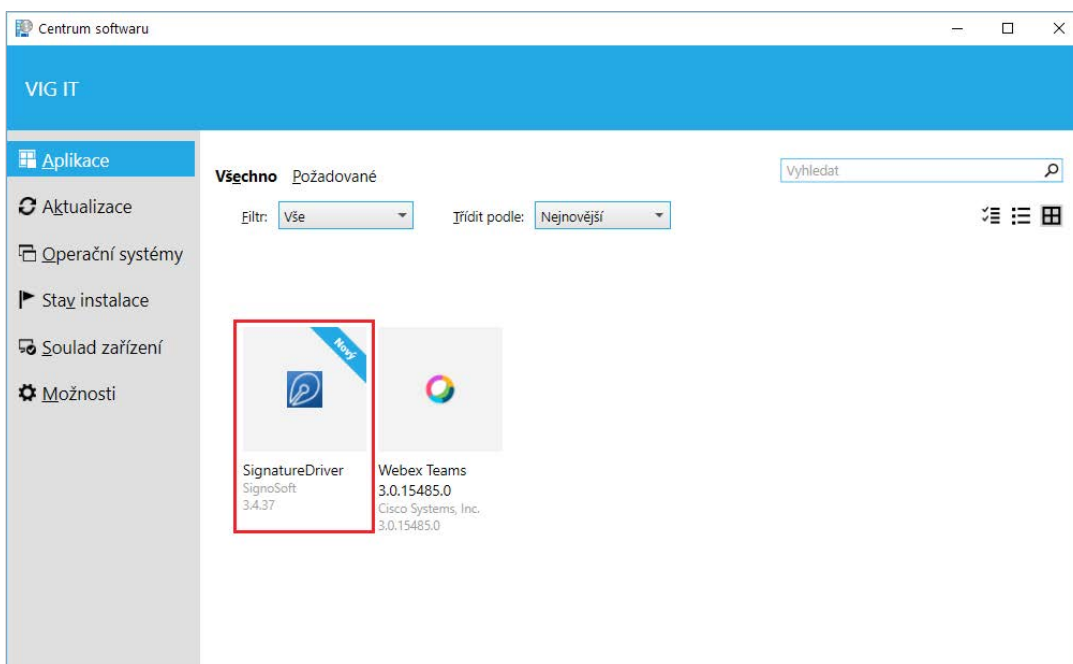 Centrum softwaru
VIG IT
Aplikace
Aktualizace
Operační systémy
Stav instalace
Soulad zařízení
Možnosti
Všechno Požadované
Vyhledat
Filtr: Vše Třídit podle: Nejnovější
Nový
SignatureDriver
SignoSoft
3.4.37
Webex Teams
3.0.15485.0
Cisco Systems, Inc.
3.0.15485.0